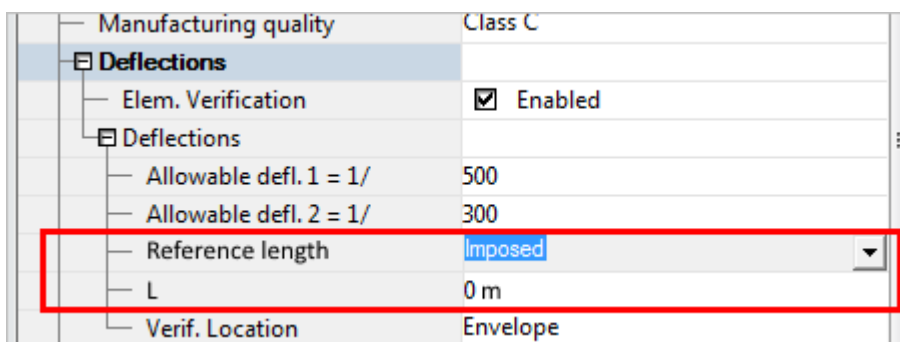 Manufacturing quality Class C
Deflections
Elem. Verification Enabled
Deflections
Allowable defl. 1 = 1/ 500
Allowable defl. 2 = 1/ 300
Reference length Imposed
L 0 m
Verif. Location Envelope